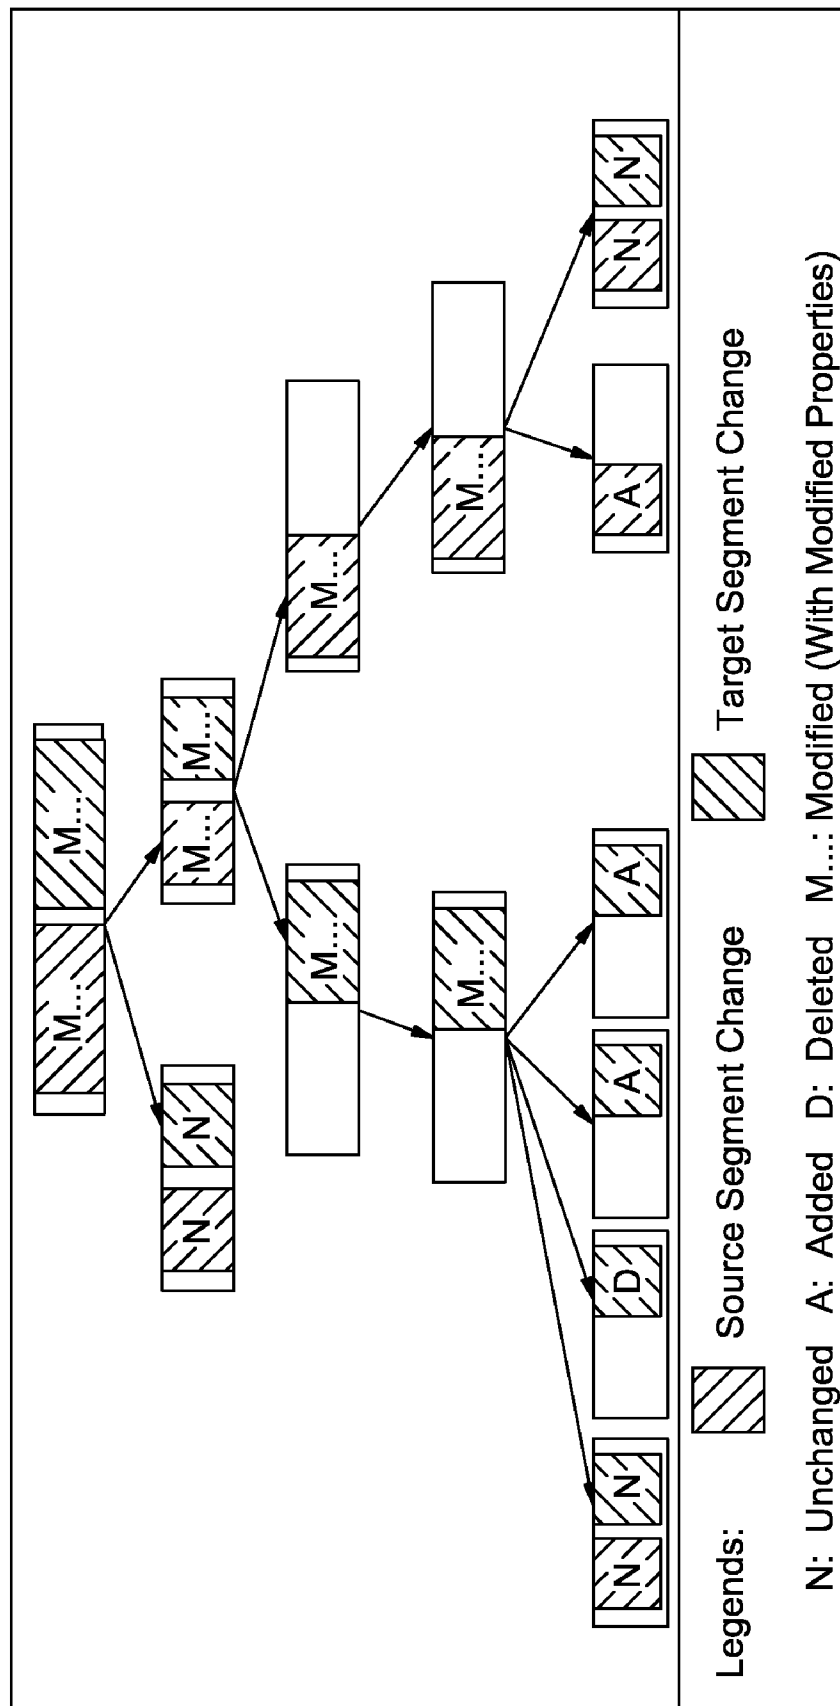 M... M...
N N M... M...
M... M...
M... M...
N N D A A A N N
Legends: Source Segment Change Target Segment Change
N: Unchanged A: Added D: Deleted M...: Modified (With Modified Properties)